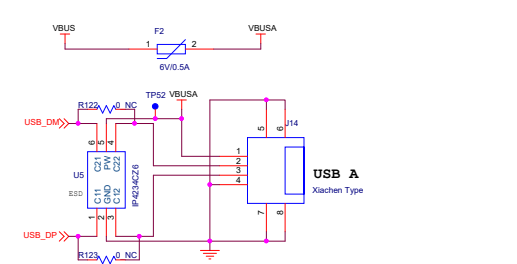 VBUS
F2
VBUSA
1
2
6V/0.5A
TP52
VBUSA
R122
0_NC
USB_DM
J14
6
5
4
5
6
C21
PW
C22
U5
ESD
IP4234CZ6
C11
GND
C12
1
2
3
4
USB A
Xiachen Type
1
2
3
7
8
USB_DP
R123
0_NC